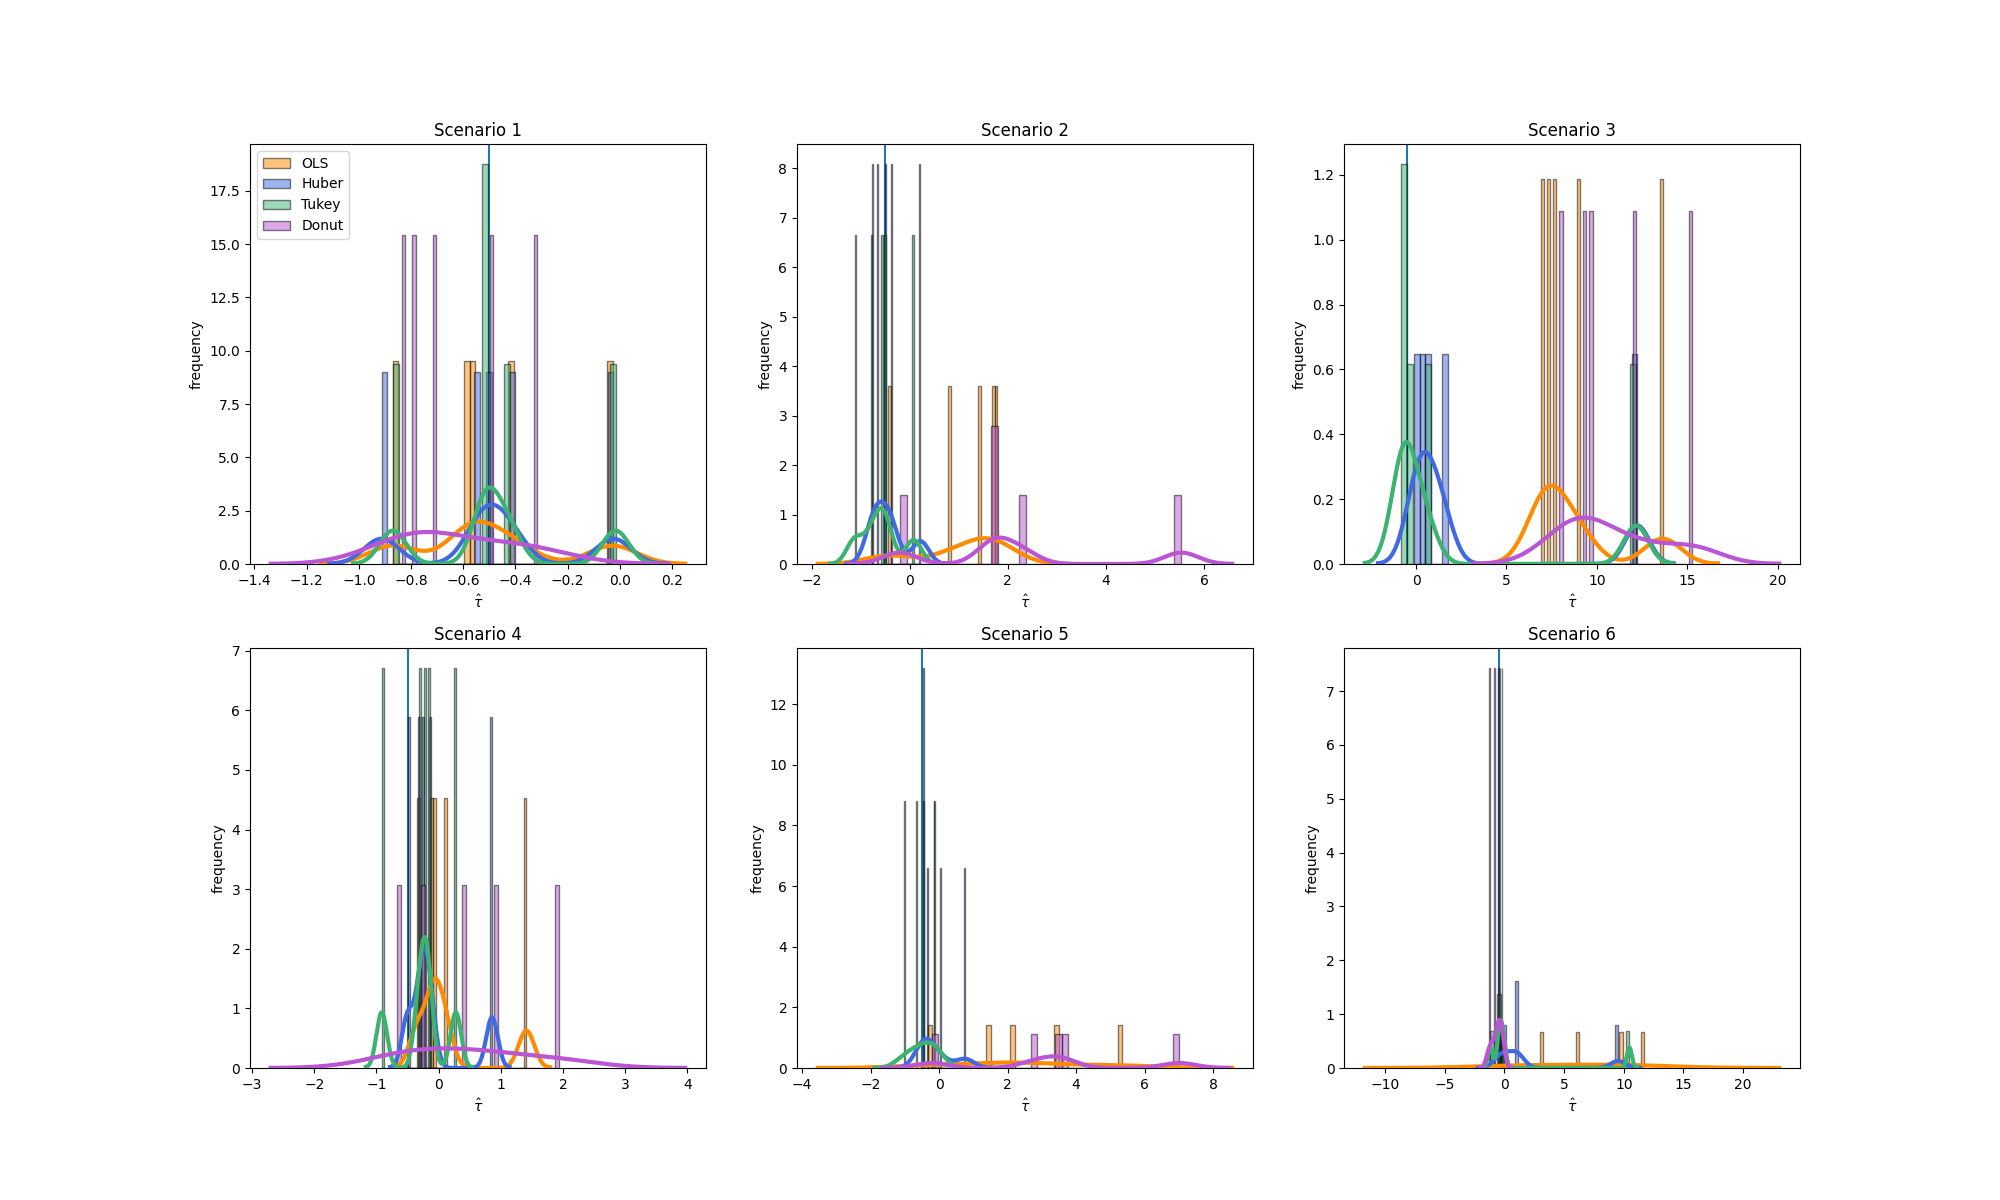 Scenario 1
OLS
Huber
Tukey
Donut
frequency
17.5
15.0
12.5
10.0
7.5
5.0
2.5
0.0
−1.4 −1.2 −1.0 −0.8 −0.6 −0.4 −0.2 0.0 0.2
τ̂
Scenario 2
frequency
8
7
6
5
4
3
2
1
0
−2 0 2 4 6
τ̂
Scenario 3
frequency
1.2
1.0
0.8
0.6
0.4
0.2
0.0
0 5 10 15 20
τ̂
Scenario 4
frequency
7
6
5
4
3
2
1
0
−3 −2 −1 0 1 2 3 4
τ̂
Scenario 5
frequency
12
10
8
6
4
2
0
−4 −2 0 2 4 6 8
τ̂
Scenario 6
frequency
7
6
5
4
3
2
1
0
−10 −5 0 5 10 15 20
τ̂